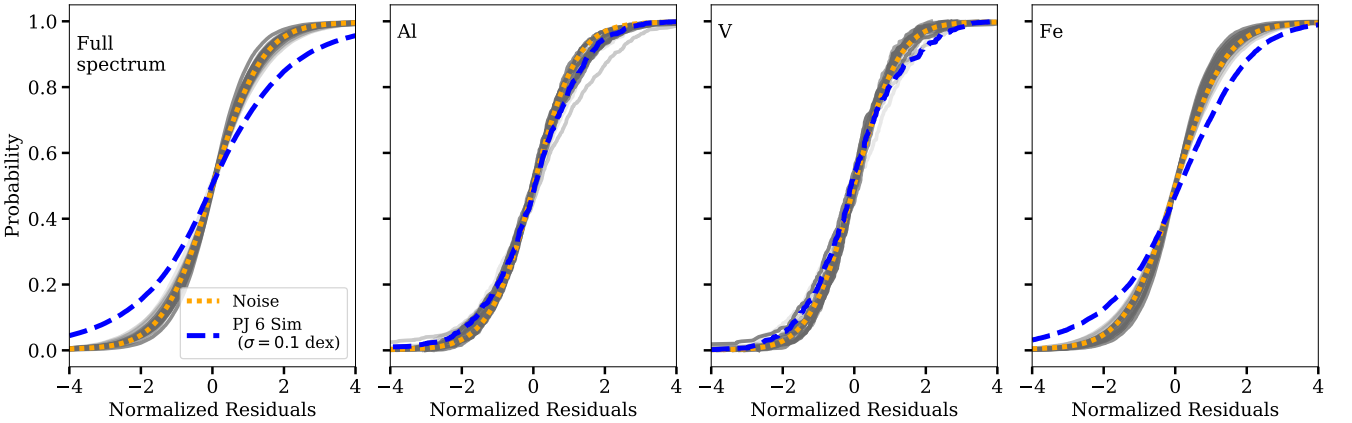 Full
spectrum
Al
V
Fe
Probability
1.0
0.8
0.6
0.4
0.2
0.0
Noise
PJ 6 Sim
(σ = 0.1 dex)
−4 −2 0 2 4
−4 −2 0 2 4
−4 −2 0 2 4
−4 −2 0 2 4
Normalized Residuals
Normalized Residuals
Normalized Residuals
Normalized Residuals